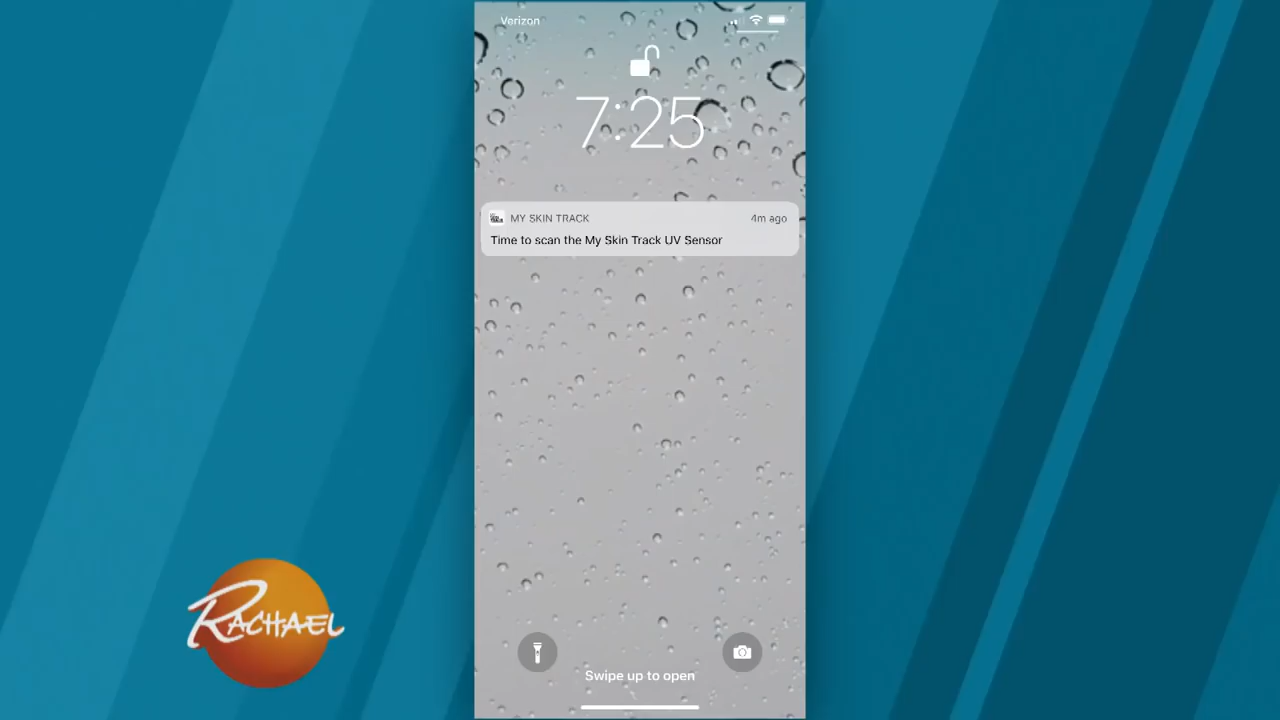 Verizon
7:25
MY SKIN TRACK 4m ago
Time to scan the My Skin Track UV Sensor
RACHAEL
Swipe up to open